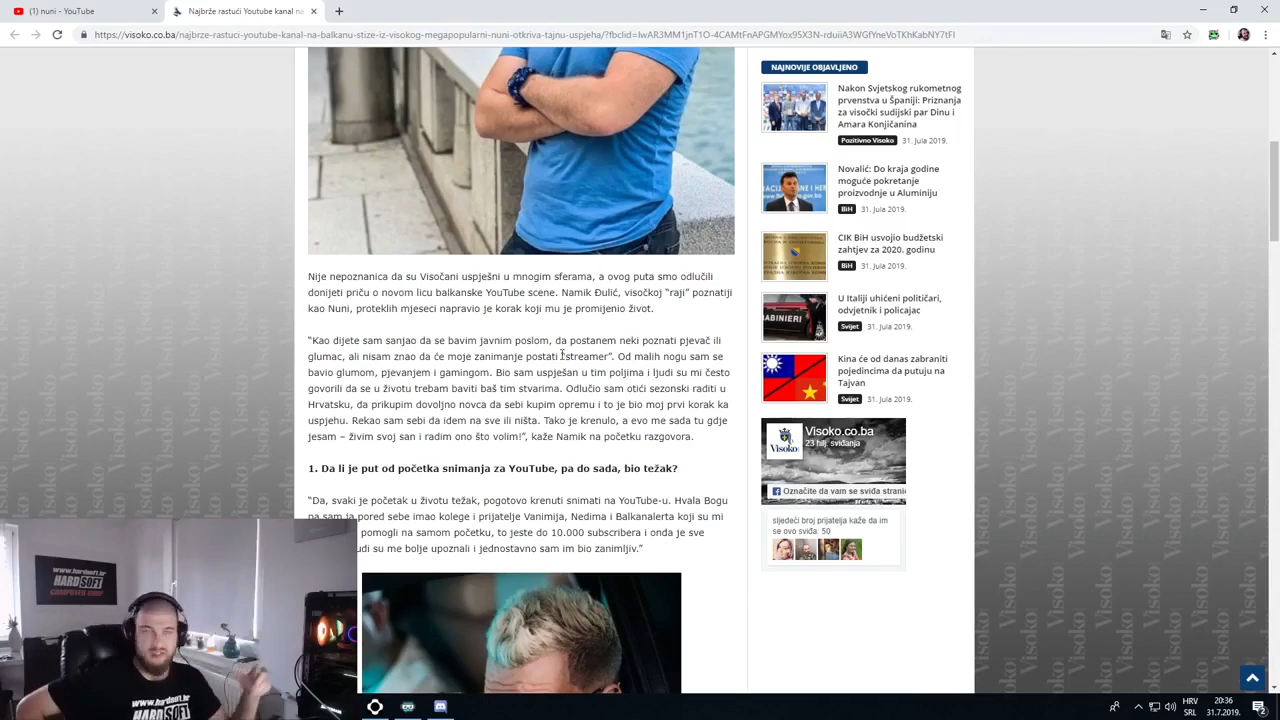 (1) nuni - YouTube
Najbrže rastući YouTube kanal na
https://visoko.co.ba/najbrze-rastuci-youtube-kanal-na-balkanu-stize-iz-visokog-megapopularni-nuni-otkriva-tajnu-uspjeha/
NAJNOVIJE OBJAVLJENO
Nakon Svjetskog rukometnog
prvenstva u Španiji: Priznanja
za visočki sudijski par Dinu i
Amara Konjičanina
Pozitivno Visoko 31. Jula 2019.
Novalić: Do kraja godine
moguće pokretanje
proizvodnje u Aluminiju
BiH 31. Jula 2019.
CIK BiH usvojio budžetski
zahtjev za 2020. godinu
BiH 31. Jula 2019.
U Italiji uhićeni političari,
odvjetnik i policajac
Svijet 31. Jula 2019.
Kina će od danas zabraniti
pojedincima da putuju na
Tajvan
Svijet 31. Jula 2019.
Visoko.co.ba
23 hilj. sviđanja
Označite da vam se sviđa stranic
sljedeći broj prijatelja kaže da im
se ovo sviđa: 50
Nije nepoznanica da su Visočani uspješni u mnogim sferama, a ovog puta smo odlučili
donijeti priču o novom licu balkanske YouTube scene. Namik Đulić, visočkoj “raji” poznatiji
kao Nuni, proteklih mjeseci napravio je korak koji mu je promijenio život.
“Kao dijete sam sanjao da se bavim javnim poslom, da postanem neki poznati pjevač ili
glumac, ali nisam znao da će moje zanimanje postati “streamer”. Od malih nogu sam se
bavio glumom, pjevanjem i gamingom. Bio sam uspješan u tim poljima i ljudi su mi često
govorili da se u životu trebam baviti baš tim stvarima. Odlučio sam otići sezonski raditi u
Hrvatsku, da prikupim dovoljno novca da sebi kupim opremu i to je bio moj prvi korak ka
uspjehu. Rekao sam sebi da idem na sve ili ništa. Tako je krenulo, a evo me sada tu gdje
jesam – živim svoj san i radim ono što volim!”, kaže Namik na početku razgovora.
1. Da li je put od početka snimanja za YouTube, pa do sada, bio težak?
“Da, svaki je početak u životu težak, pogotovo krenuti snimati na YouTube-u. Hvala Bogu
pa sam ja pored sebe imao kolege i prijatelje Vanimija, Nedima i Balkanalerta koji su mi
pomogli na samom početku, to jeste do 10.000 subscribera i onda je sve
su me bolje upoznali i jednostavno sam im bio zanimljiv.”
www.hardsoft.hr
HARDSOFT
COMPUTER SHOP
www.hardsoft.hr
HARDSOFT
HRV
SRL
20:36
31.7.2019.